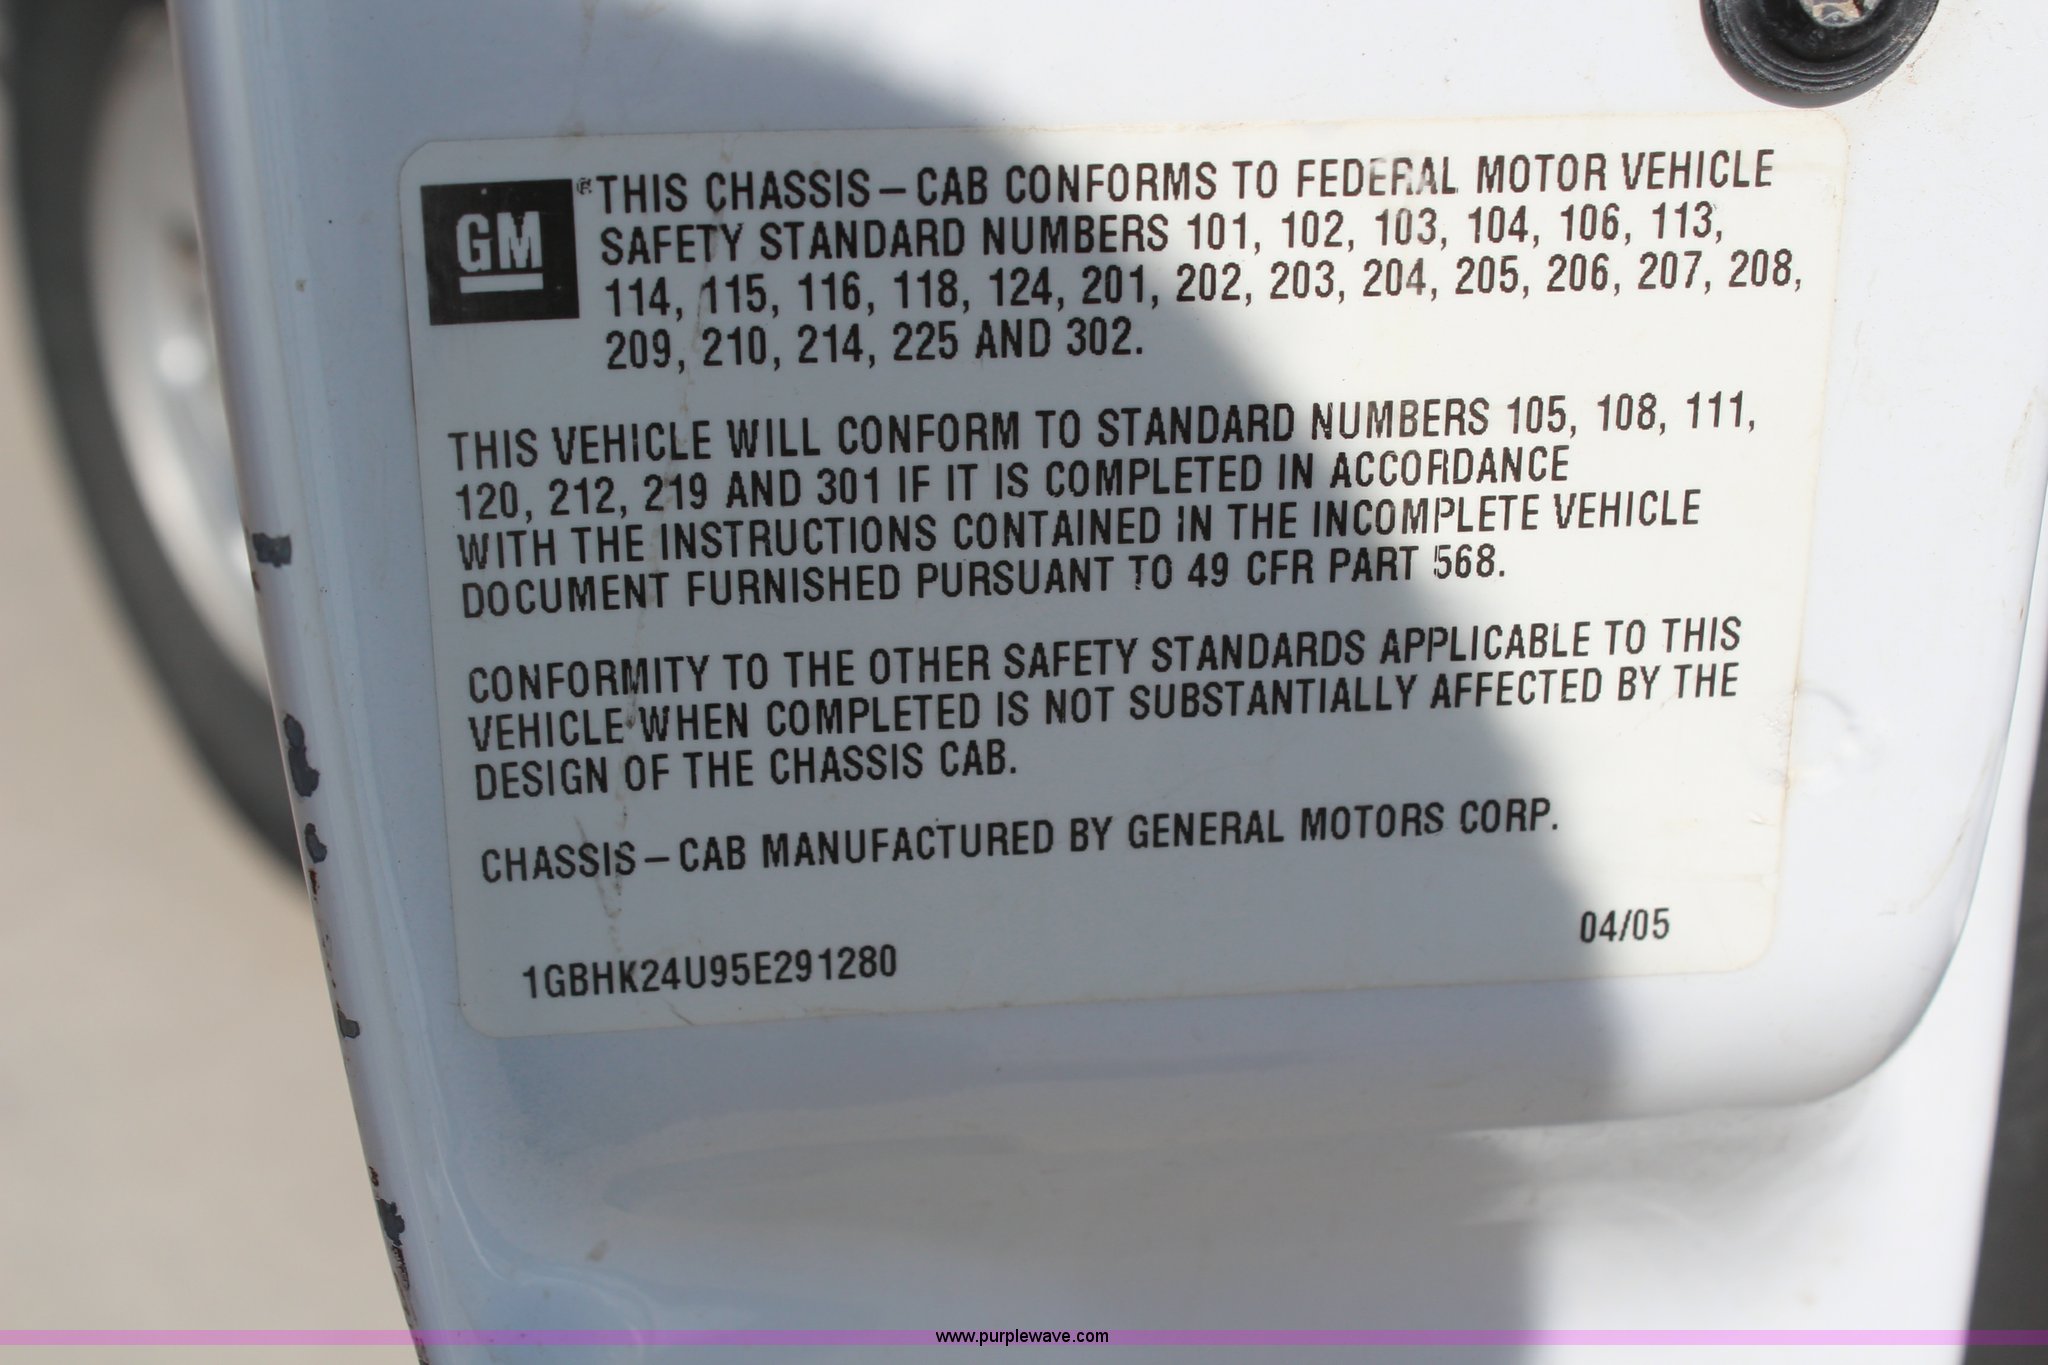 GM
® THIS CHASSIS – CAB CONFORMS TO FEDERAL MOTOR VEHICLE
SAFETY STANDARD NUMBERS 101, 102, 103, 104, 106, 113,
114, 115, 116, 118, 124, 201, 202, 203, 204, 205, 206, 207, 208,
209, 210, 214, 225 AND 302.
THIS VEHICLE WILL CONFORM TO STANDARD NUMBERS 105, 108, 111,
120, 212, 219 AND 301 IF IT IS COMPLETED IN ACCORDANCE
WITH THE INSTRUCTIONS CONTAINED IN THE INCOMPLETE VEHICLE
DOCUMENT FURNISHED PURSUANT TO 49 CFR PART 568.
CONFORMITY TO THE OTHER SAFETY STANDARDS APPLICABLE TO THIS
VEHICLE WHEN COMPLETED IS NOT SUBSTANTIALLY AFFECTED BY THE
DESIGN OF THE CHASSIS CAB.
CHASSIS – CAB MANUFACTURED BY GENERAL MOTORS CORP.
04/05
1GBHK24U95E291280
www.purplewave.com